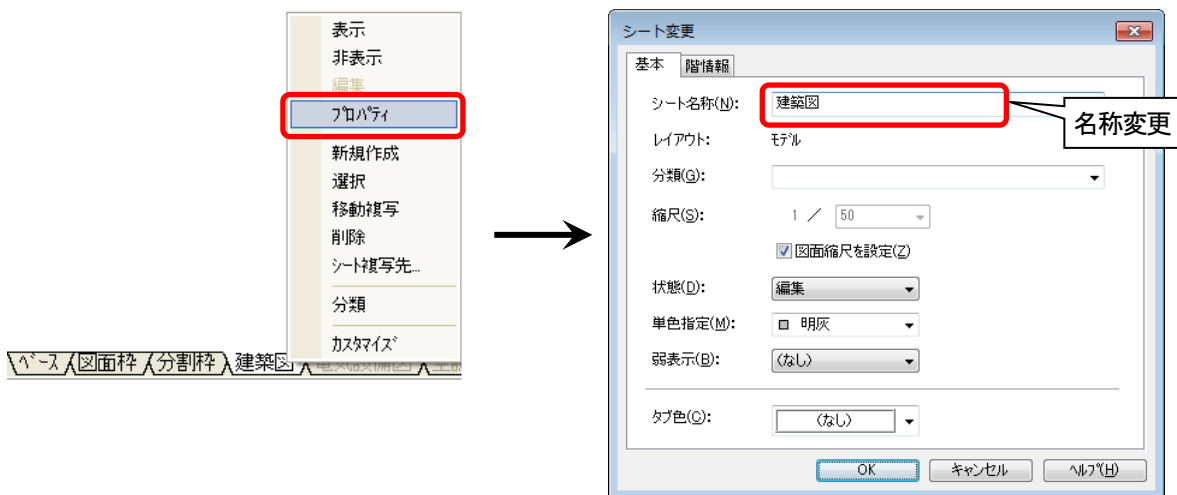 表示
非表示
編集
プロパティ
新規作成
選択
移動複写
削除
シート複写先...
分類
カスタマイズ
ベース
図面枠
分割枠
建築図
電気設備図
シート変更
基本
階情報
シート名称(N):
建築図
名称変更
レイアウト:
モデル
分類(G):
縮尺(S):
1 ／ 50
図面縮尺を設定(Z)
状態(D):
編集
単色指定(M):
明灰
弱表示(B):
(なし)
タブ色(C):
(なし)
OK
キャンセル
ヘルプ(H)